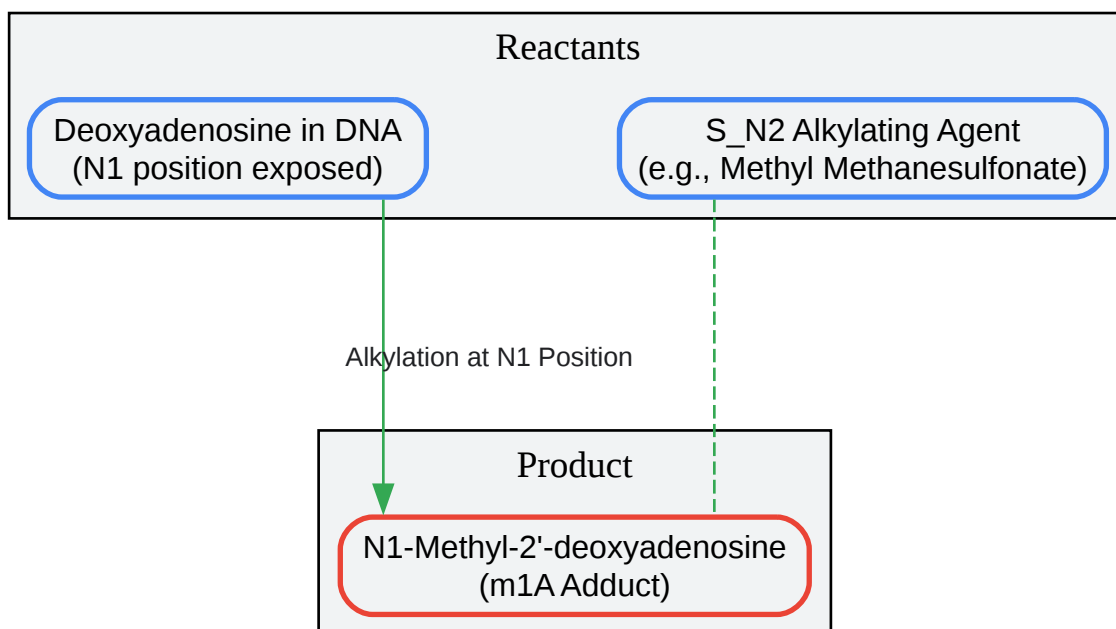 Reactants
Deoxyadenosine in DNA
(N1 position exposed)
S_N2 Alkylating Agent
(e.g., Methyl Methanesulfonate)
Alkylation at N1 Position
Product
N1-Methyl-2'-deoxyadenosine
(m1A Adduct)